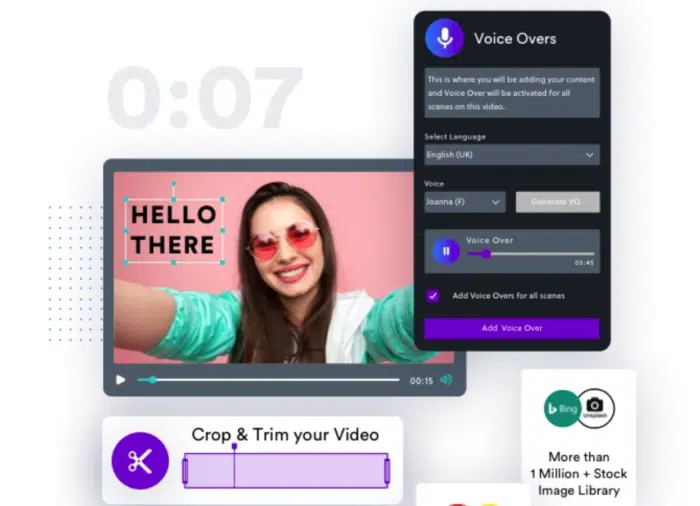 0:07
Voice Overs
This is where you will be adding your content
and Voice Over will be activated for all
scenes on this video.
Select Language
English (UK)
Voice
Joanna (F)
Generate VO
Voice Over
03:45
Add Voice Overs for all scenes
Add Voice Over
HELLO
THERE
00:15
Crop & Trim your Video
b Bing
Unsplash
More than
1 Million + Stock
Image Library